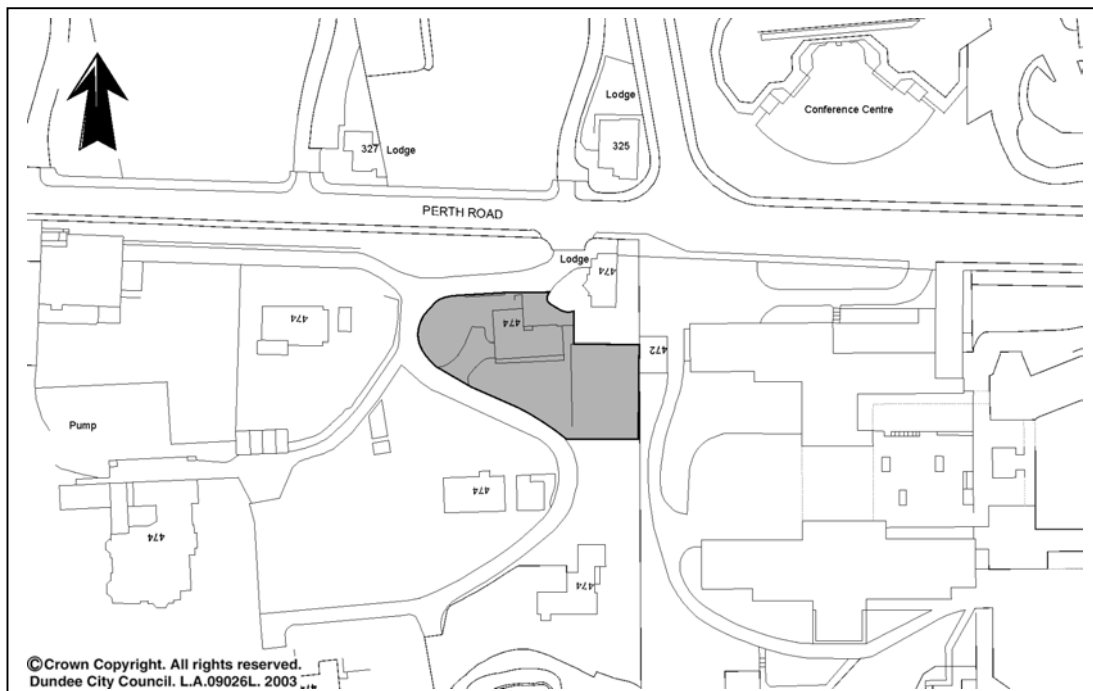 Lodge
Conference Centre
327 Lodge
325
PERTH ROAD
Lodge
474
474
474
472
Pump
474
474
474
©Crown Copyright. All rights reserved.
Dundee City Council. L.A.09026L. 2003
474